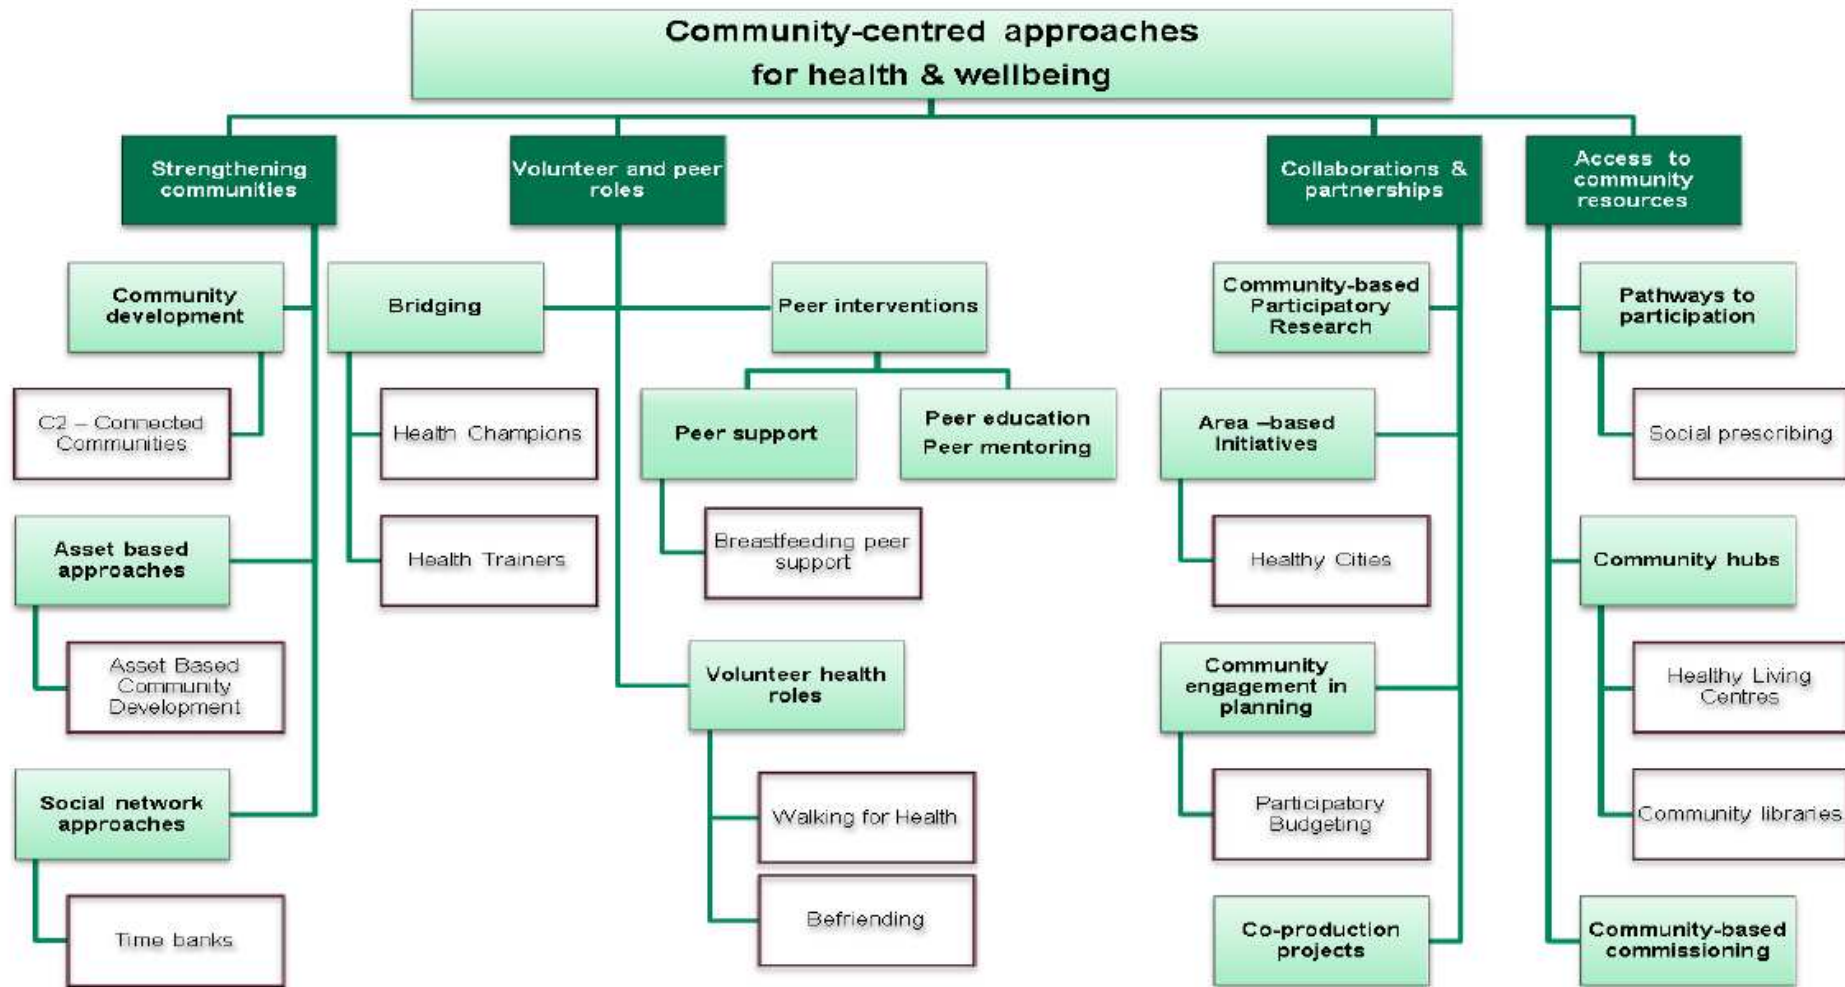 Community-centred approaches
for health & wellbeing
Strengthening
communities
Volunteer and peer
roles
Collaborations &
partnerships
Access to
community
resources
Community
development
Bridging
Peer interventions
Community-based
Participatory
Research
Pathways to
participation
C2 – Connected
Communities
Health Champions
Peer support
Peer education
Peer mentoring
Area –based
Initiatives
Social prescribing
Asset based
approaches
Health Trainers
Breastfeeding peer
support
Healthy Cities
Community hubs
Asset Based
Community
Development
Volunteer health
roles
Community
engagement in
planning
Healthy Living
Centres
Social network
approaches
Walking for Health
Participatory
Budgeting
Community libraries
Time banks
Befriending
Co-production
projects
Community-based
commissioning